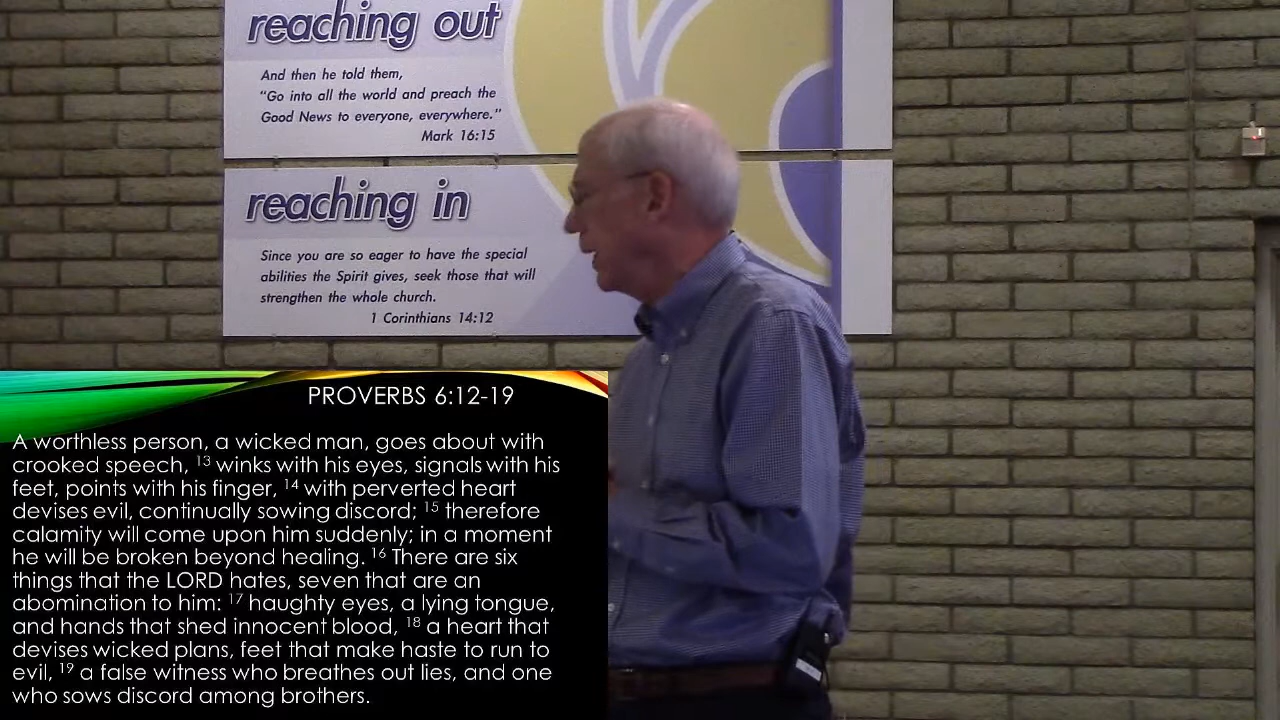 reaching out
And then he told them,
“Go into all the world and preach the
Good News to everyone, everywhere.”
Mark 16:15
reaching in
Since you are so eager to have the special
abilities the Spirit gives, seek those that will
strengthen the whole church.
1 Corinthians 14:12
PROVERBS 6:12-19
A worthless person, a wicked man, goes about with
crooked speech, 13 winks with his eyes, signals with his
feet, points with his finger, 14 with perverted heart
devises evil, continually sowing discord; 15 therefore
calamity will come upon him suddenly; in a moment
he will be broken beyond healing. 16 There are six
things that the LORD hates, seven that are an
abomination to him: 17 haughty eyes, a lying tongue,
and hands that shed innocent blood, 18 a heart that
devises wicked plans, feet that make haste to run to
evil, 19 a false witness who breathes out lies, and one
who sows discord among brothers.